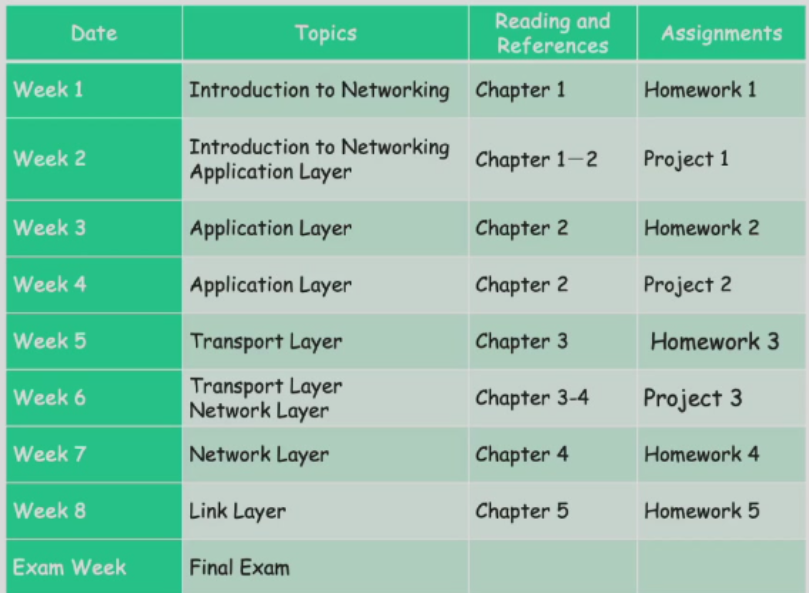 Date Topics Reading and References Assignments
Week 1 Introduction to Networking Chapter 1 Homework 1
Week 2 Introduction to Networking Application Layer Chapter 1—2 Project 1
Week 3 Application Layer Chapter 2 Homework 2
Week 4 Application Layer Chapter 2 Project 2
Week 5 Transport Layer Chapter 3 Homework 3
Week 6 Transport Layer Network Layer Chapter 3-4 Project 3
Week 7 Network Layer Chapter 4 Homework 4
Week 8 Link Layer Chapter 5 Homework 5
Exam Week Final Exam